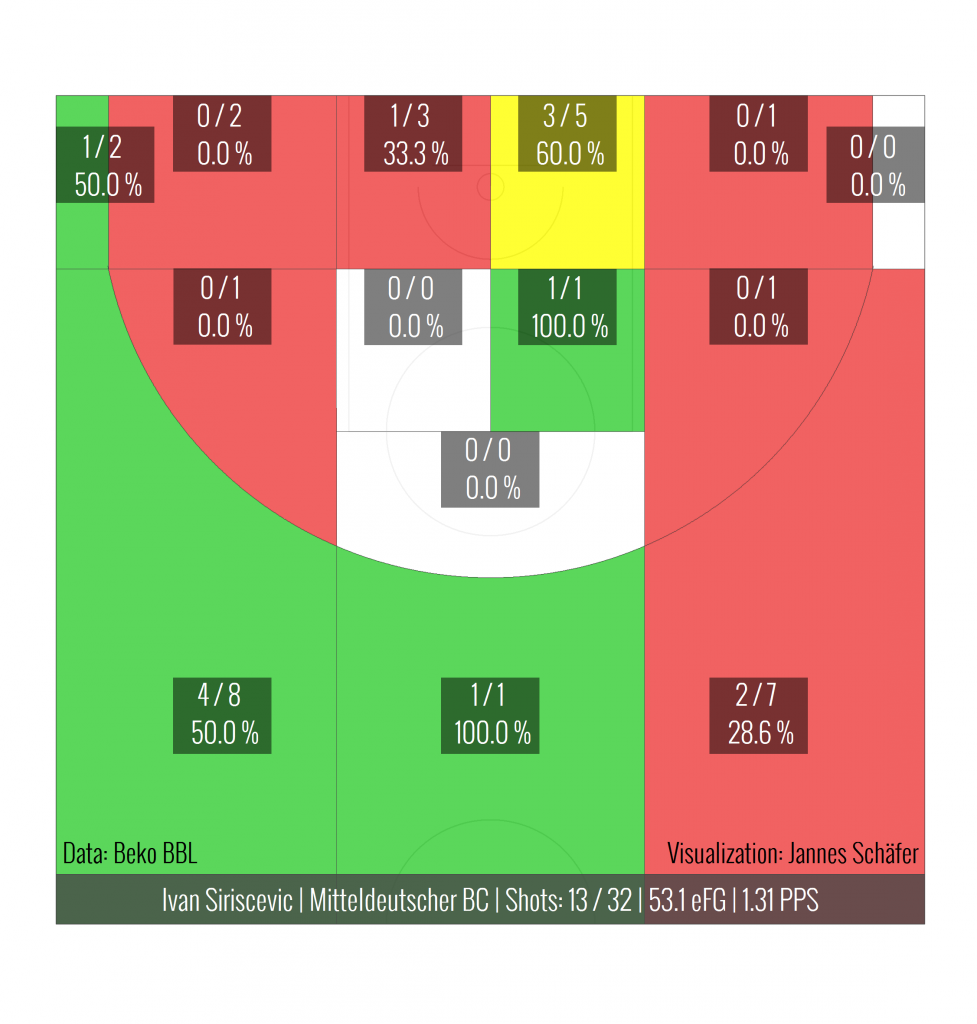 0 / 2
0.0 %
1 / 3
33.3 %
3 / 5
60.0 %
0 / 1
0.0 %
1 / 2
50.0 %
0 / 0
0.0 %
0 / 1
0.0 %
0 / 0
0.0 %
1 / 1
100.0 %
0 / 1
0.0 %
0 / 0
0.0 %
4 / 8
50.0 %
1 / 1
100.0 %
2 / 7
28.6 %
Data: Beko BBL
Visualization: Jannes Schäfer
Ivan Siriscevic | Mitteldeutscher BC | Shots: 13 / 32 | 53.1 eFG | 1.31 PPS